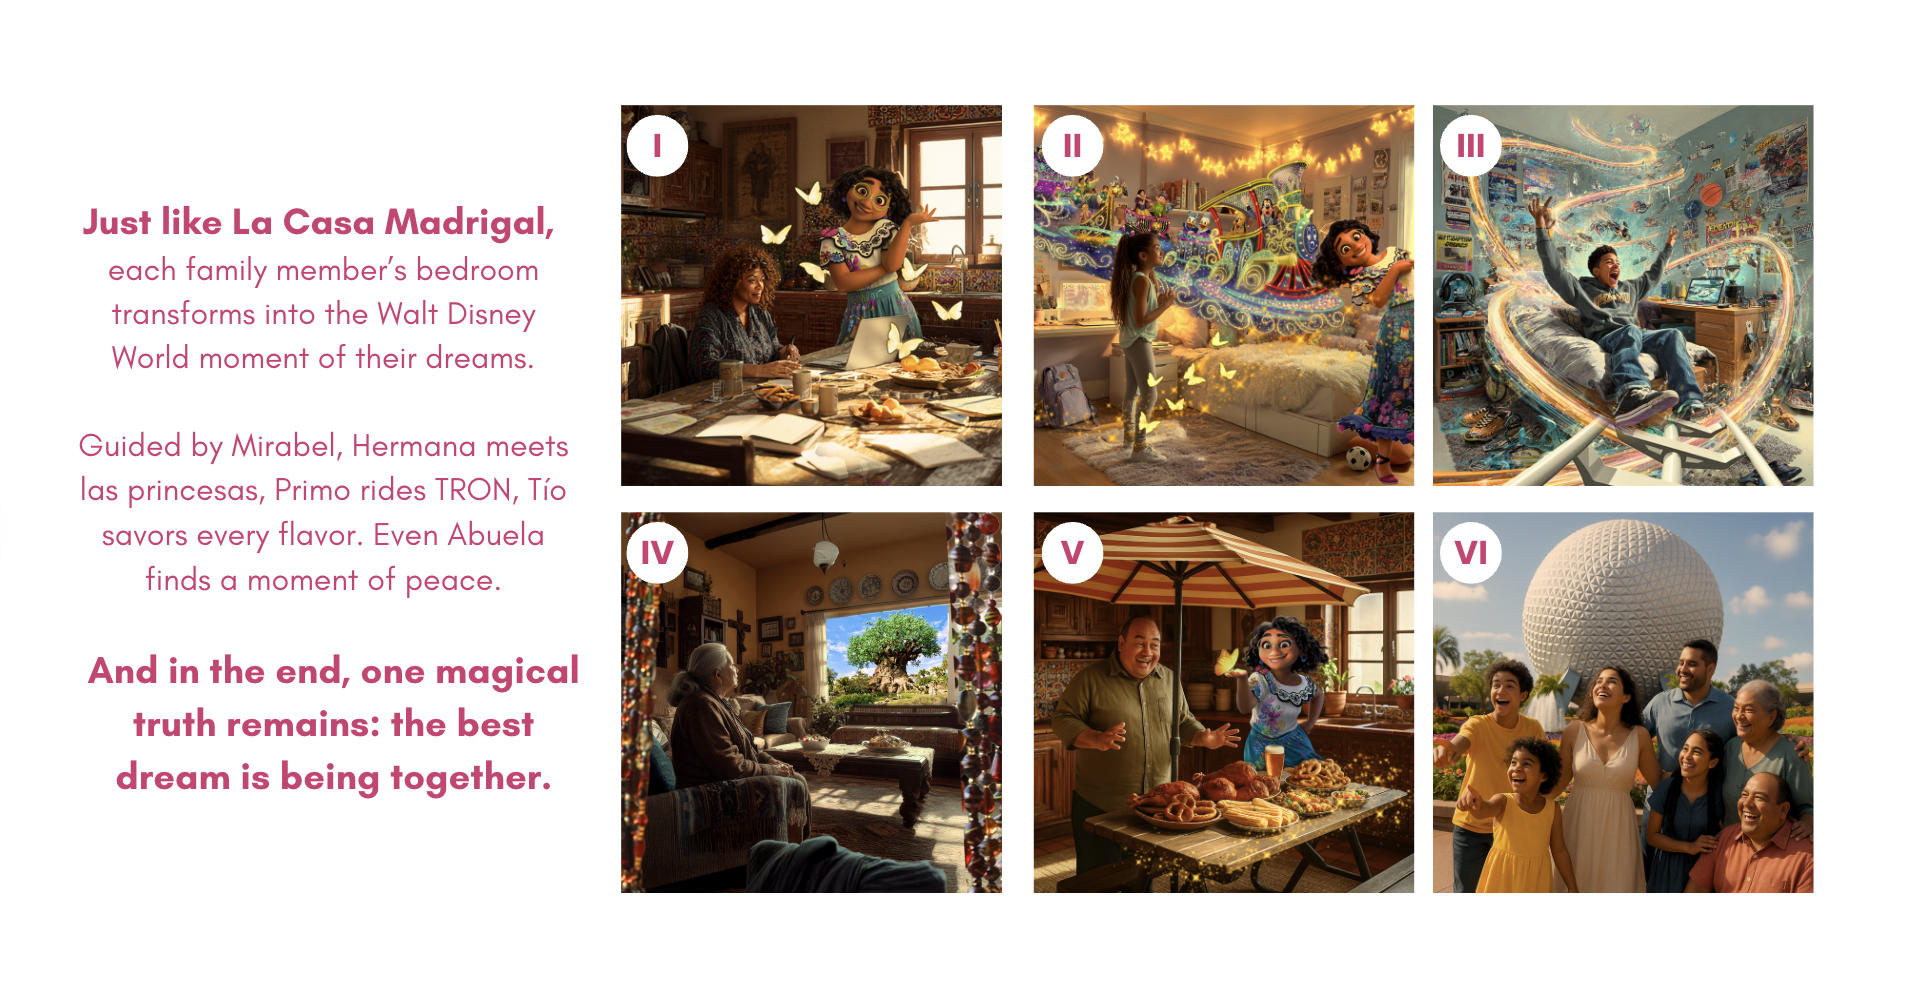 Just like La Casa Madrigal,
each family member's bedroom
transforms into the Walt Disney
World moment of their dreams.
Guided by Mirabel, Hermana meets
las princesas, Primo rides TRON, Tío
savors every flavor. Even Abuela
finds a moment of peace.
And in the end, one magical
truth remains: the best
dream is being together.
I
II
III
IV
V
VI